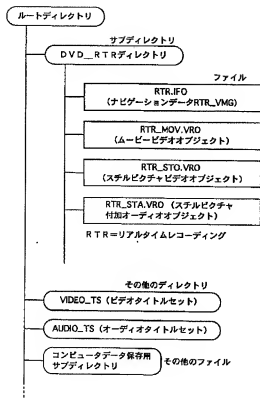 ルートディレクトリ
サブディレクトリ
DVD_RTRディレクトリ
ファイル
RTR.IFO
(ナビゲーションデータRTR_VMG)
RTR_MOV.VRO
(ムービービデオオブジェクト)
RTR_STO.VRO
(スチルピクチャビデオオブジェクト)
RTR_STA.VRO (スチルピクチャ
付加オーディオオブジェクト)
RTR=リアルタイムレコーディング
その他のディレクトリ
VIDEO_TS (ビデオタイトルセット)
AUDIO_TS (オーディオタイトルセット)
コンピュータデータ保存用
サブディレクトリ
その他のファイル